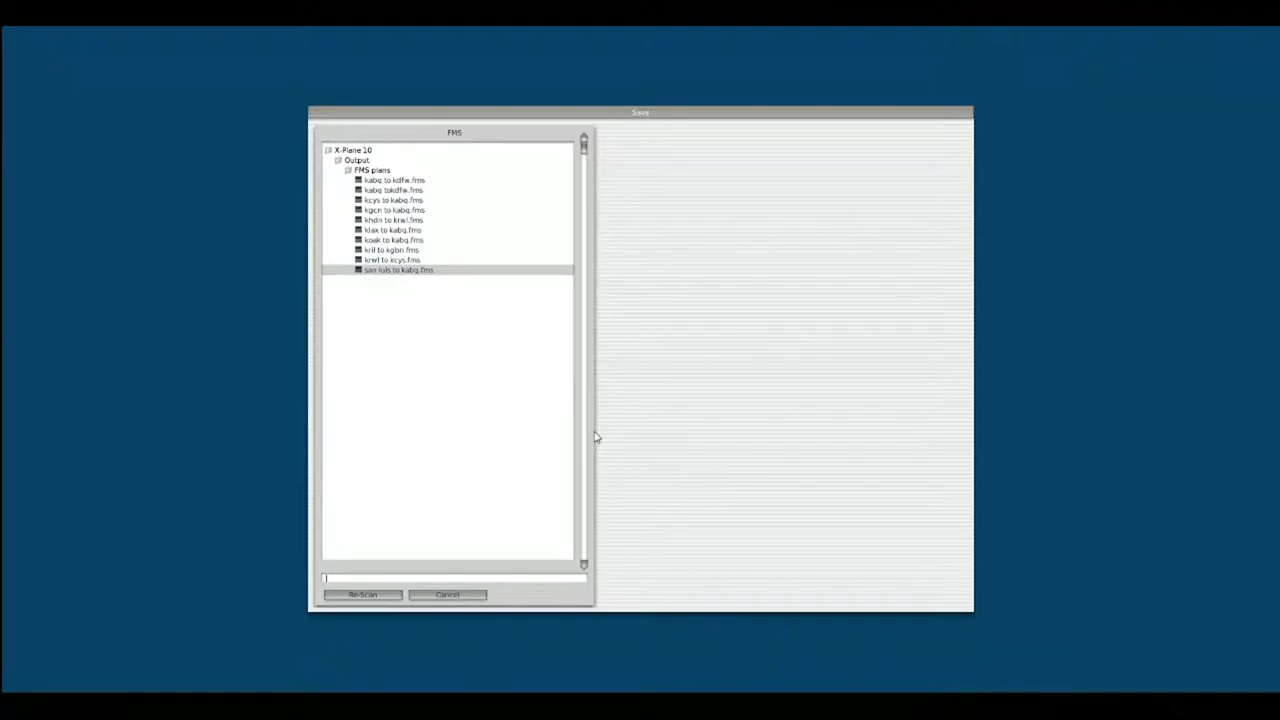 Save
FMS
X-Plane 10
Output
FMS plans
kabq to kdfw.fms
kabq tokdfw.fms
kcys to kabq.fms
kgcn to kabq.fms
khdn to krwl.fms
klax to kabq.fms
koak to kabq.fms
kril to kgbn.fms
krwl to kcys.fms
san luis to kabq.fms
Re-Scan
Cancel